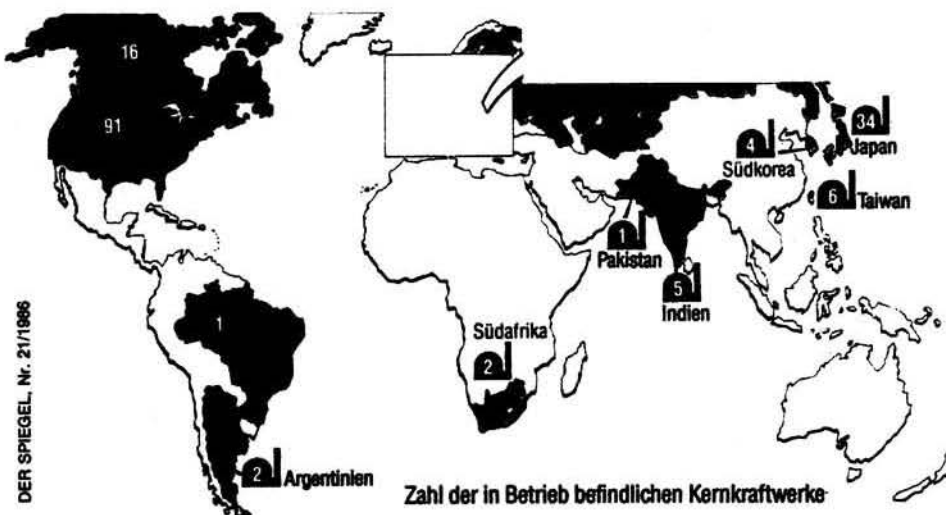 16
91
34
Japan
4
Südkorea
6
Taiwan
1
Pakistan
5
Indien
1
Südafrika
2
2
Argentinien
DER SPIEGEL, Nr. 21/1986
Zahl der in Betrieb befindlichen Kernkraftwerke